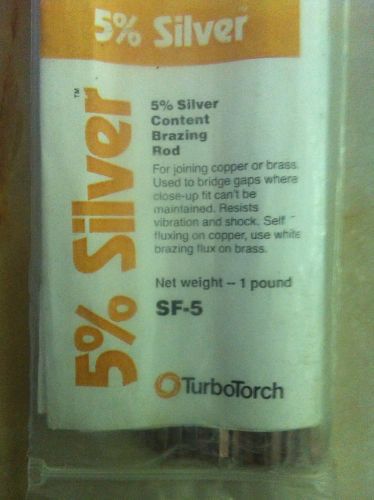 5% Silver
5% Silver™
5% Silver
Content
Brazing
Rod
For joining copper or brass.
Used to bridge gaps where
close-up fit can't be
maintained. Resists
vibration and shock. Self
fluxing on copper, use white
brazing flux on brass.
Net weight -- 1 pound
SF-5
TurboTorch